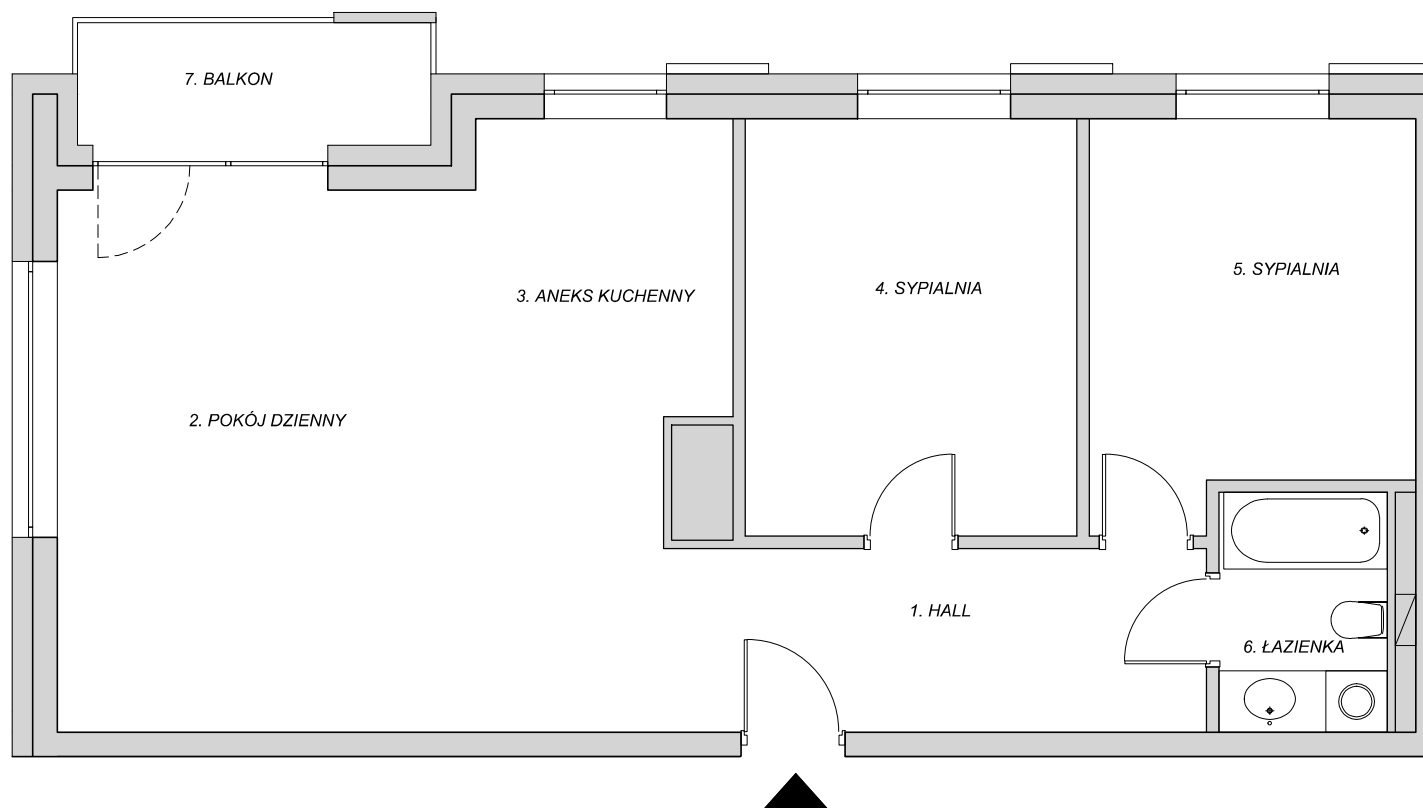 7. BALKON
5. SYPIALNIA
4. SYPIALNIA
3. ANEKS KUCHENNY
2. POKÓJ DZIENNY
1. HALL
6. ŁAZIENKA